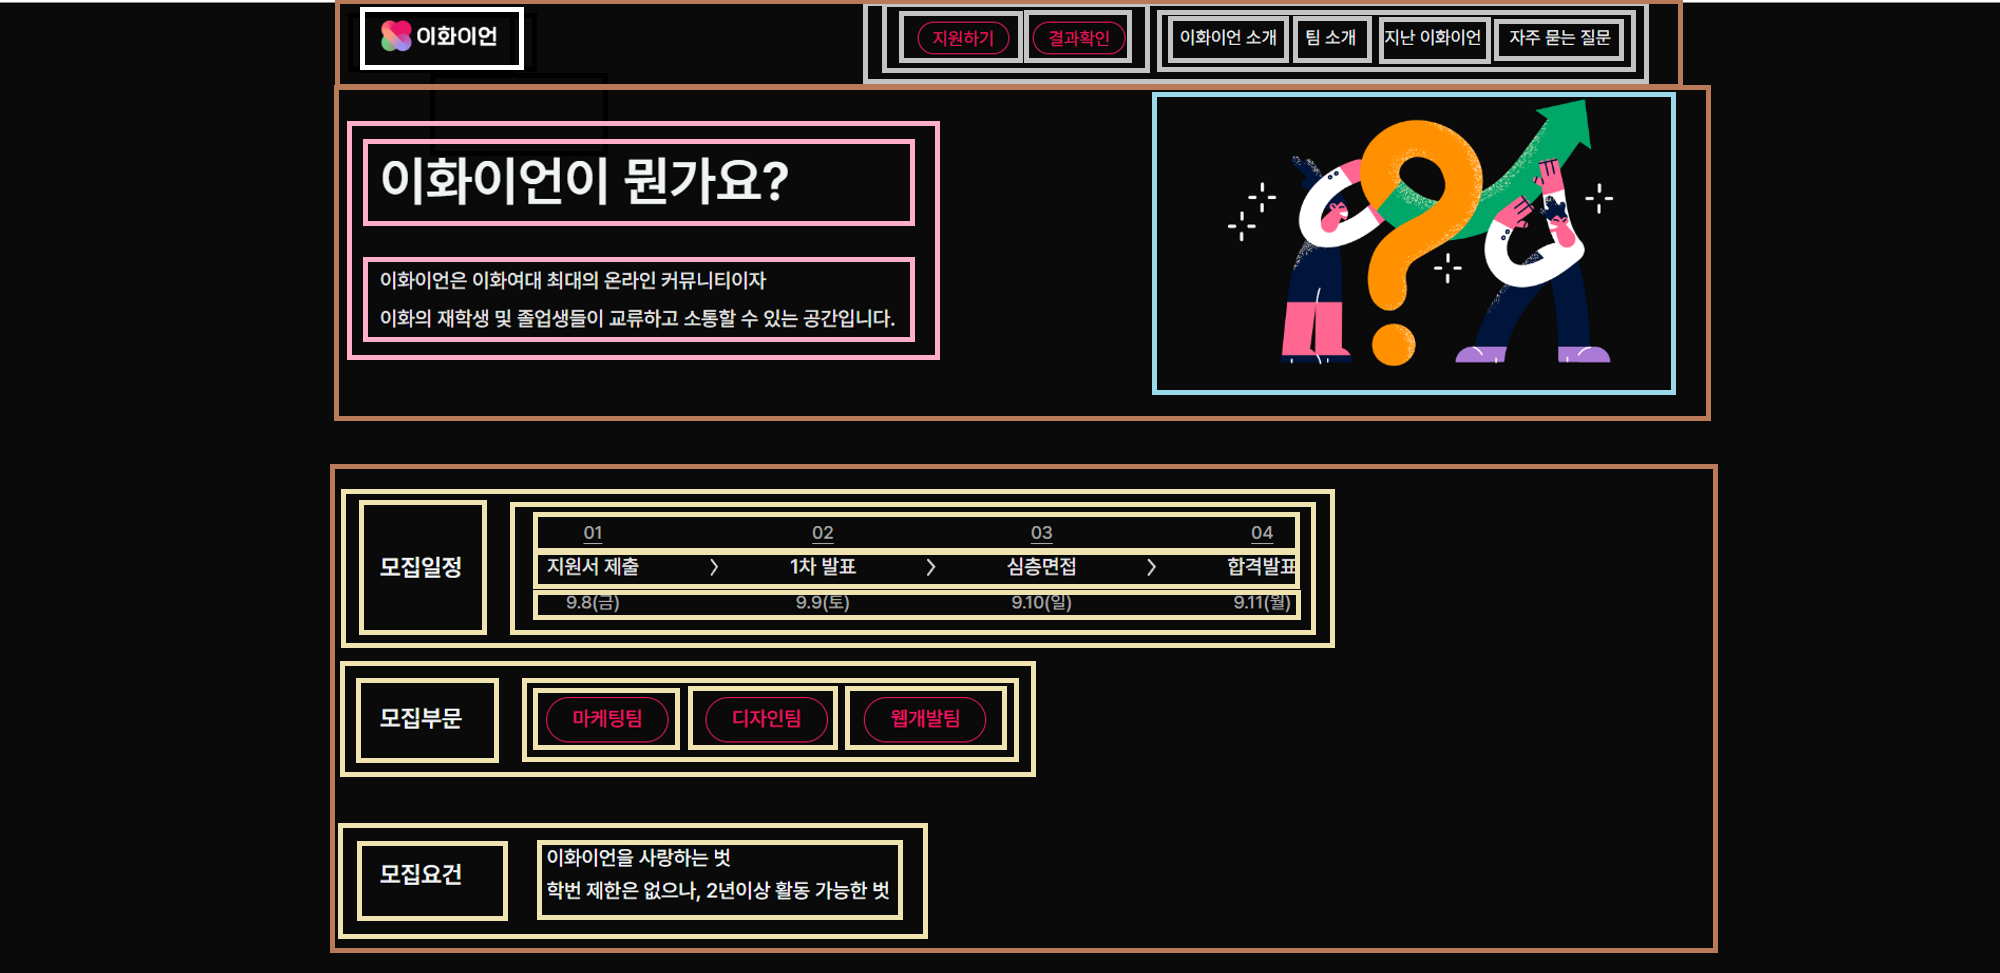 이화이언
지원하기 결과확인 이화이언 소개 팀 소개 지난 이화이언 자주 묻는 질문
이화이언이 뭔가요?
이화이언은 이화여대 최대의 온라인 커뮤니티이자
이화의 재학생 및 졸업생들이 교류하고 소통할 수 있는 공간입니다.
01 02 03 04
모집일정 지원서 제출 1차 발표 심층면접 합격발표
9.8(금) 9.9(토) 9.10(일) 9.11(월)
모집부문 마케팅팀 디자인팀 웹개발팀
모집요건
이화이언을 사랑하는 벗
학번 제한은 없으나, 2년이상 활동 가능한 벗